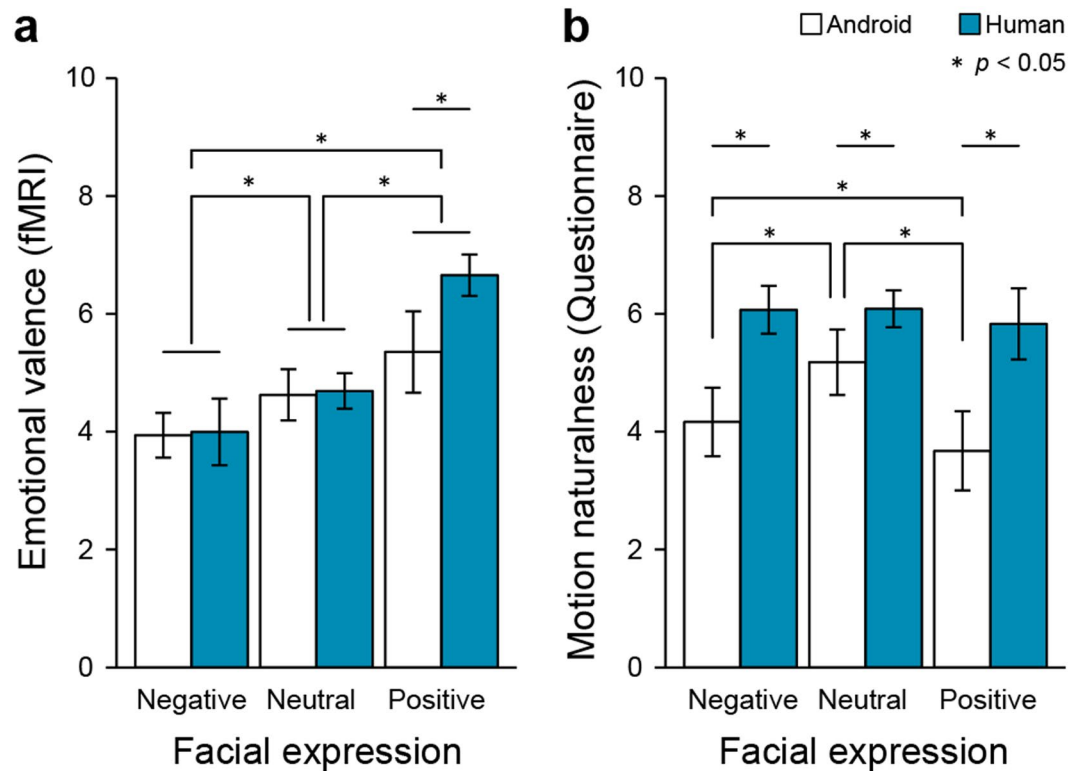 a
b
Android
Human
* p < 0.05
Emotional valence (fMRI)
10
8
6
4
2
0
*
*
*
*
Negative
Neutral
Positive
Facial expression
Motion naturalness (Questionnaire)
10
8
6
4
2
0
*
*
*
*
*
*
Negative
Neutral
Positive
Facial expression